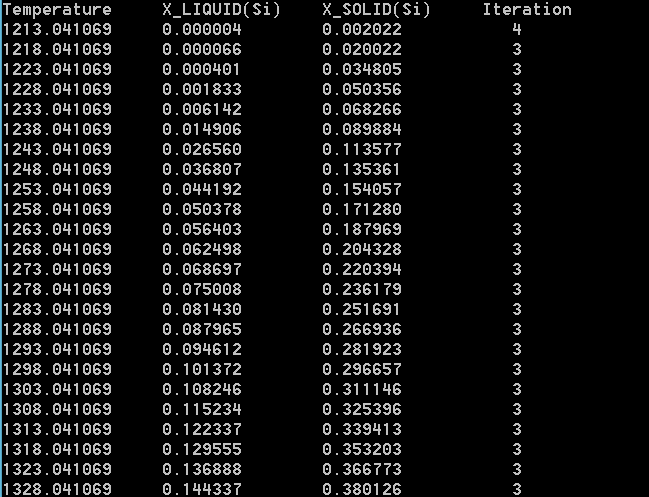 Temperature X_LIQUID(Si) X_SOLID(Si) Iteration
1213.041069 0.000004 0.002022 4
1218.041069 0.000066 0.020022 3
1223.041069 0.000401 0.034805 3
1228.041069 0.001833 0.050356 3
1233.041069 0.006142 0.068266 3
1238.041069 0.014906 0.089884 3
1243.041069 0.026560 0.113577 3
1248.041069 0.036807 0.135361 3
1253.041069 0.044192 0.154057 3
1258.041069 0.050378 0.171280 3
1263.041069 0.056403 0.187969 3
1268.041069 0.062498 0.204328 3
1273.041069 0.068697 0.220394 3
1278.041069 0.075008 0.236179 3
1283.041069 0.081430 0.251691 3
1288.041069 0.087965 0.266936 3
1293.041069 0.094612 0.281923 3
1298.041069 0.101372 0.296657 3
1303.041069 0.108246 0.311146 3
1308.041069 0.115234 0.325396 3
1313.041069 0.122337 0.339413 3
1318.041069 0.129555 0.353203 3
1323.041069 0.136888 0.366773 3
1328.041069 0.144337 0.380126 3